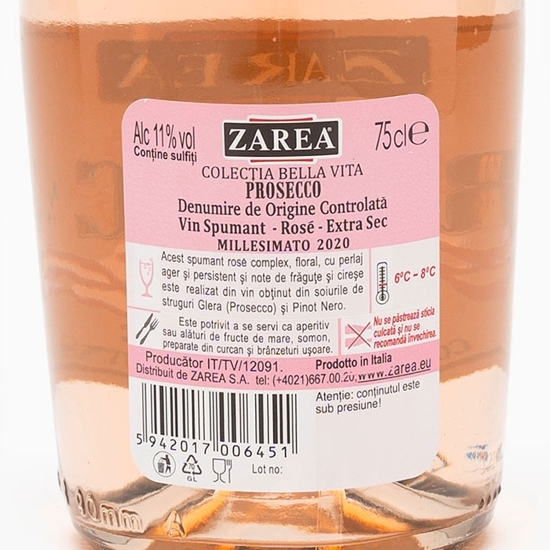 ZAREA
Alc 11% vol
Conține sulfiți
ZAREA®
75cl e
COLECȚIA BELLA VITA
PROSECCO
Denumire de Origine Controlată
Vin Spumant - Rosé - Extra Sec
MILLESIMATO 2020
Acest spumant rosé complex, floral, cu perlaj
ager și persistent și note de frăguțe și cireșe
este realizat din vin obținut din soiurile de
struguri Glera (Prosecco) și Pinot Nero.
6°C – 8°C
Este potrivit a se servi ca aperitiv
sau alături de fructe de mare, somon,
preparate din curcan și brânzeturi ușoare.
Nu se păstrează sticla
culcată și nu se
recomandă învechirea.
Producător IT/TV/12091.
Prodotto in Italia
Distribuit de ZAREA S.A. tel: (+4021)667.00.20, www.zarea.eu
Atenție: conținutul este
sub presiune!
5 942017 006451
70
GL
Lot no:
90mm